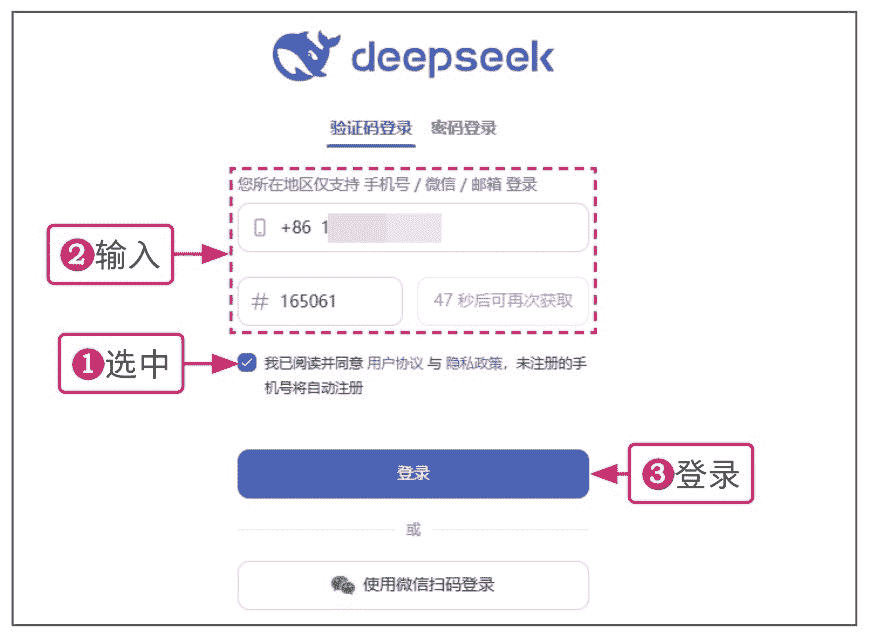 deepseek
验证码登录 密码登录
您所在地区仅支持 手机号 / 微信 / 邮箱 登录
+86 1
❷输入
# 165061 47 秒后可再次获取
❶选中
我已阅读并同意 用户协议 与 隐私政策，未注册的手
机号将自动注册
登录
❸登录
或
使用微信扫码登录